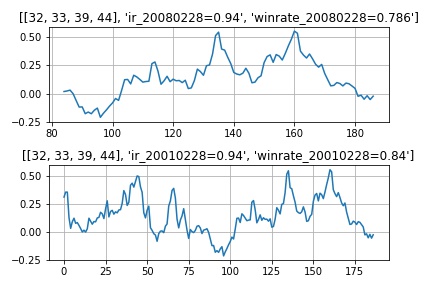 [[32, 33, 39, 44], 'ir_20080228=0.94', 'winrate_20080228=0.786']
0.50
0.25
0.00
−0.25
80 100 120 140 160 180
[[32, 33, 39, 44], 'ir_20010228=0.94', 'winrate_20010228=0.84']
0.50
0.25
0.00
−0.25
0 25 50 75 100 125 150 175